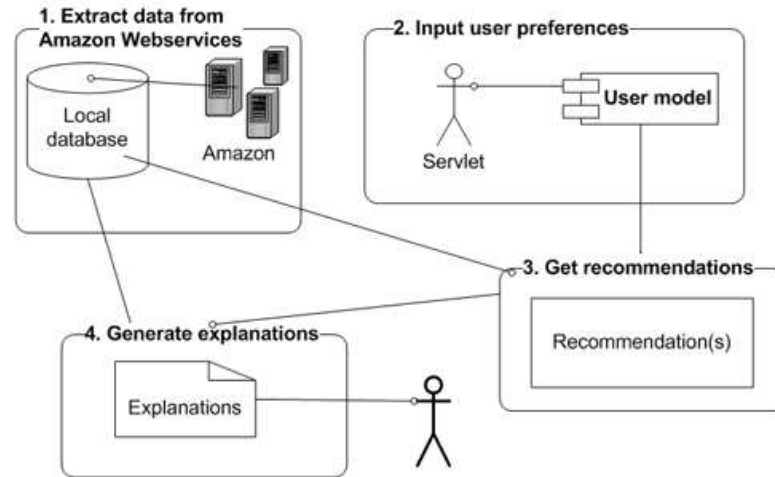 1. Extract data from
Amazon Webservices
Local
database
Amazon
2. Input user preferences
User model
Servlet
3. Get recommendations
Recommendation(s)
4. Generate explanations
Explanations